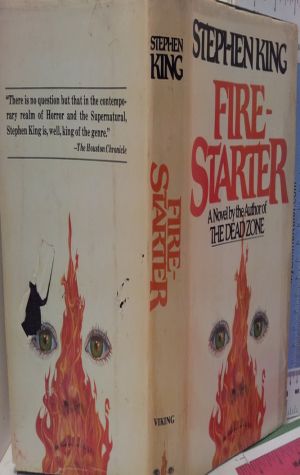 "There is no question but that in the contempo-
rary realm of Horror and the Supernatural,
Stephen King is, well, king of the genre."
–The Houston Chronicle
STEPHEN
KING
FIRE-
STARTER
VIKING
STEPHEN KING
FIRE-
STARTER
A Novel by the Author of
THE DEAD ZONE